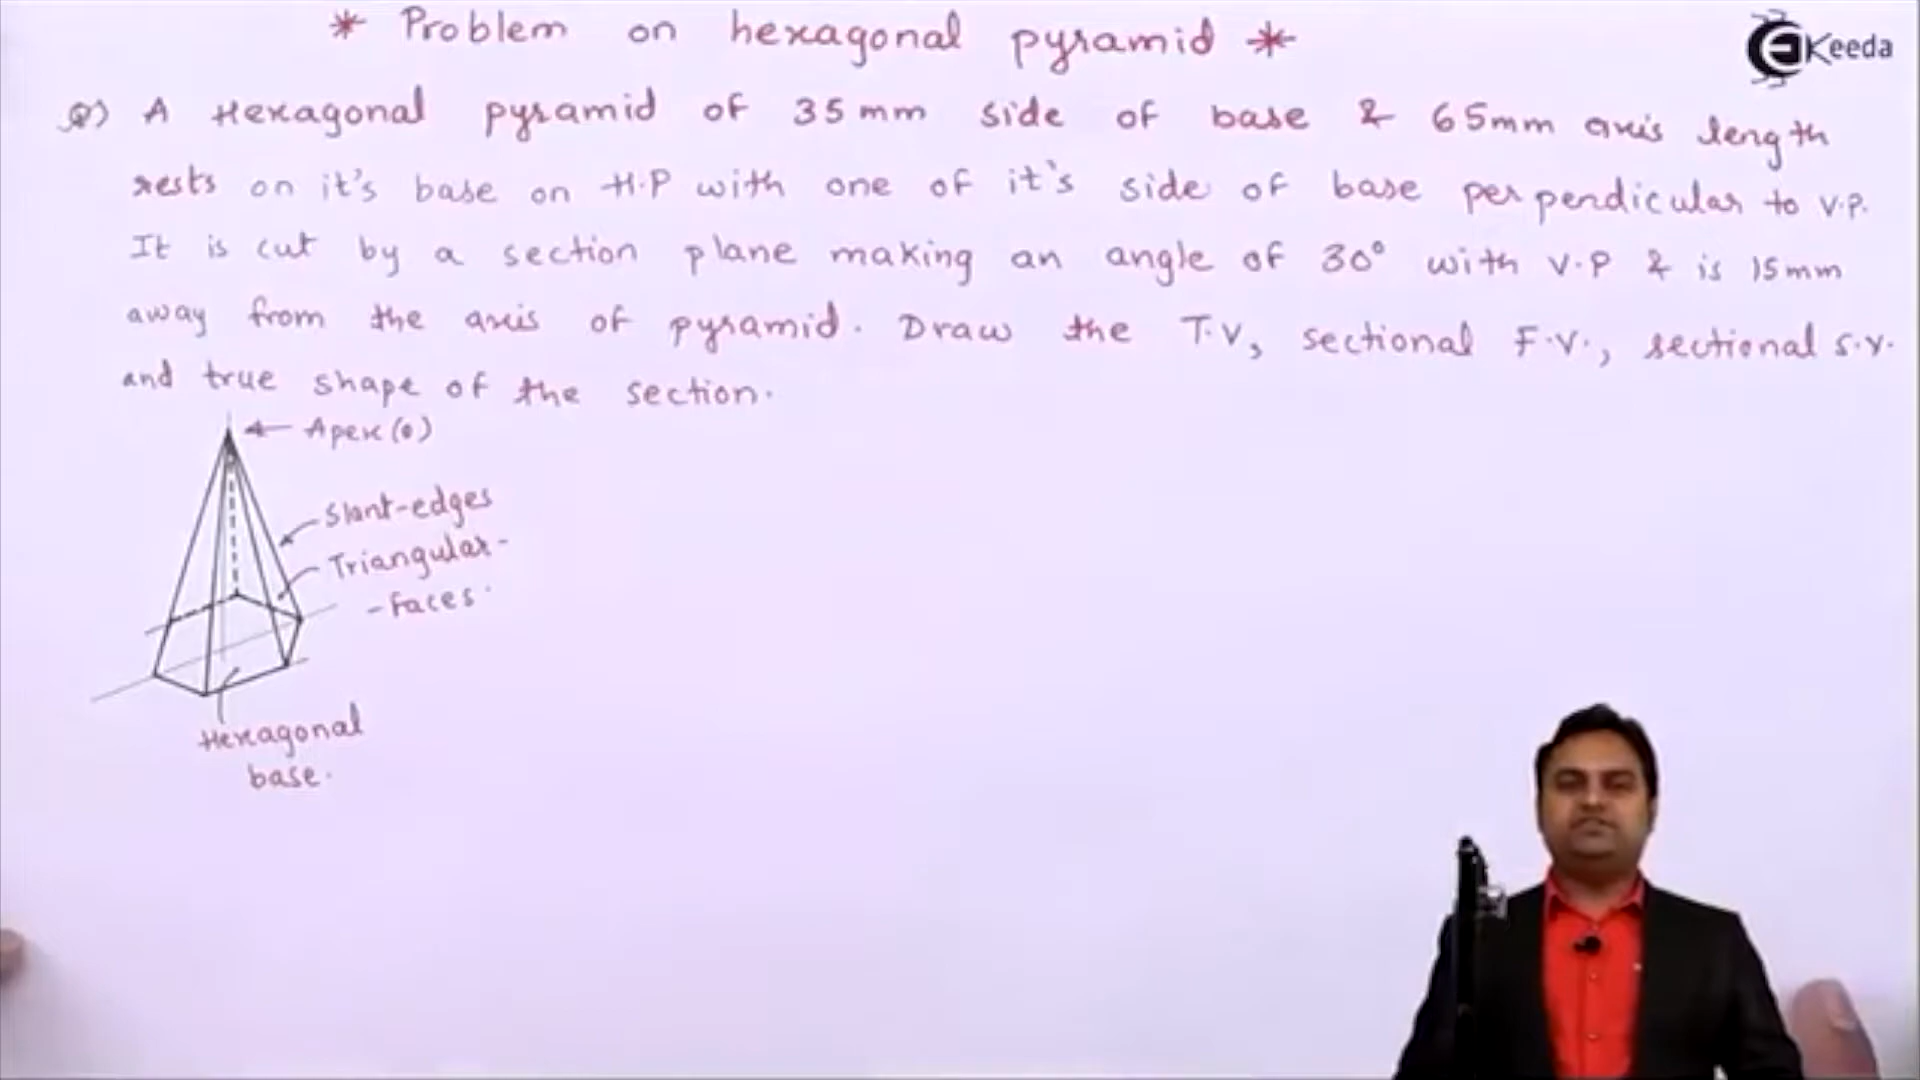 * Problem on hexagonal pyramid *
EKeeda
Q) A Hexagonal pyramid of 35mm side of base & 65mm axis length
rests on it's base on H.P with one of it's side of base perpendicular to V.P.
It is cut by a section plane making an angle of 30° with V.P & is 15mm
away from the axis of pyramid. Draw the T.V, sectional F.V., sectional S.V.
and true shape of the section.
Apex (o)
Slant-edges
Triangular-
-faces.
Hexagonal
base.